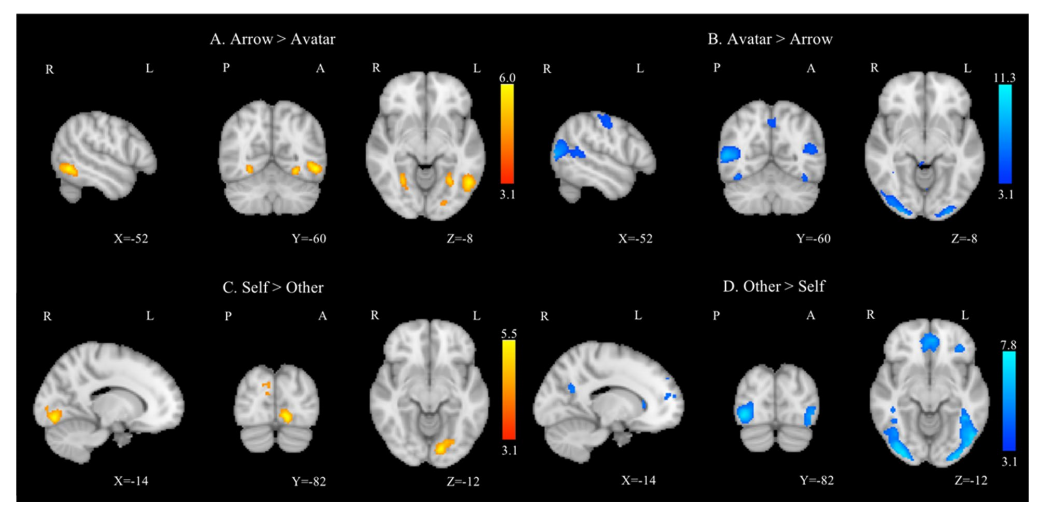 A. Arrow > Avatar
R L P A R L
6.0
3.1
X=-52 Y=-60 Z=-8
B. Avatar > Arrow
R L P A R L
11.3
3.1
X=-52 Y=-60 Z=-8
C. Self > Other
R L P A R L
5.5
3.1
X=-14 Y=-82 Z=-12
D. Other > Self
R L P A R L
7.8
3.1
X=-14 Y=-82 Z=-12